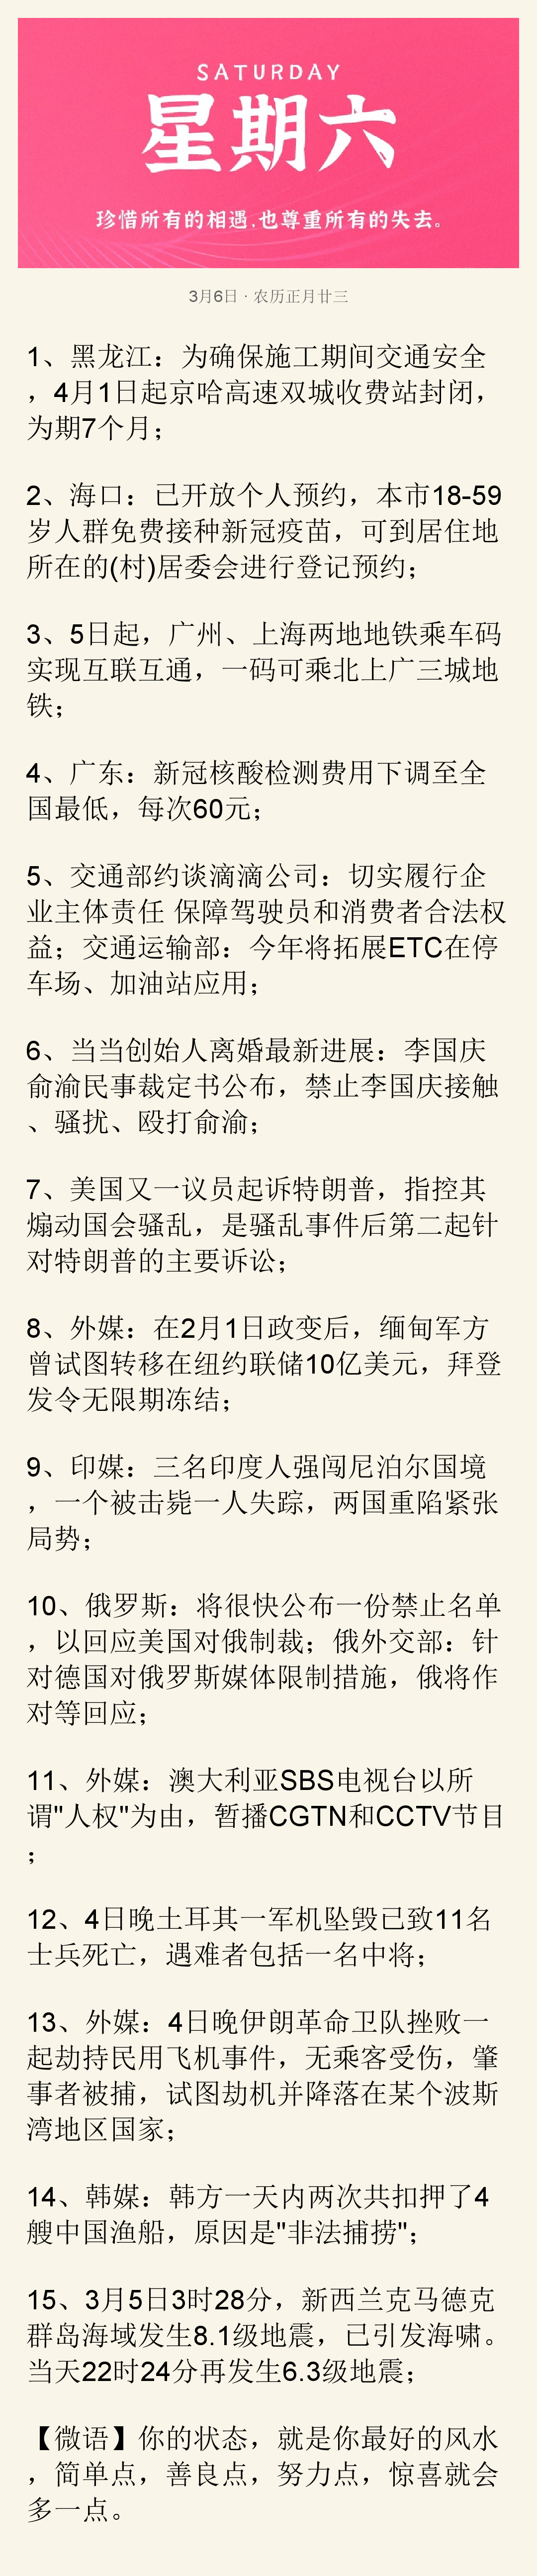 SATURDAY
星期六
珍惜所有的相遇,也尊重所有的失去。
3月6日 · 农历正月廿三
1、黑龙江：为确保施工期间交通安全
，4月1日起京哈高速双城收费站封闭，
为期7个月；
2、海口：已开放个人预约，本市18-59
岁人群免费接种新冠疫苗，可到居住地
所在的(村)居委会进行登记预约；
3、5日起，广州、上海两地地铁乘车码
实现互联互通，一码可乘北上广三城地
铁；
4、广东：新冠核酸检测费用下调至全
国最低，每次60元；
5、交通部约谈滴滴公司：切实履行企
业主体责任 保障驾驶员和消费者合法权
益；交通运输部：今年将拓展ETC在停
车场、加油站应用；
6、当当创始人离婚最新进展：李国庆
俞渝民事裁定书公布，禁止李国庆接触
、骚扰、殴打俞渝；
7、美国又一议员起诉特朗普，指控其
煽动国会骚乱，是骚乱事件后第二起针
对特朗普的主要诉讼；
8、外媒：在2月1日政变后，缅甸军方
曾试图转移在纽约联储10亿美元，拜登
发令无限期冻结；
9、印媒：三名印度人强闯尼泊尔国境
，一个被击毙一人失踪，两国重陷紧张
局势；
10、俄罗斯：将很快公布一份禁止名单
，以回应美国对俄制裁；俄外交部：针
对德国对俄罗斯媒体限制措施，俄将作
对等回应；
11、外媒：澳大利亚SBS电视台以所
谓"人权"为由，暂播CGTN和CCTV节目
；
12、4日晚土耳其一军机坠毁已致11名
士兵死亡，遇难者包括一名中将；
13、外媒：4日晚伊朗革命卫队挫败一
起劫持民用飞机事件，无乘客受伤，肇
事者被捕，试图劫机并降落在某个波斯
湾地区国家；
14、韩媒：韩方一天内两次共扣押了4
艘中国渔船，原因是"非法捕捞"；
15、3月5日3时28分，新西兰克马德克
群岛海域发生8.1级地震，已引发海啸。
当天22时24分再发生6.3级地震；
【微语】你的状态，就是你最好的风水
，简单点，善良点，努力点，惊喜就会
多一点。